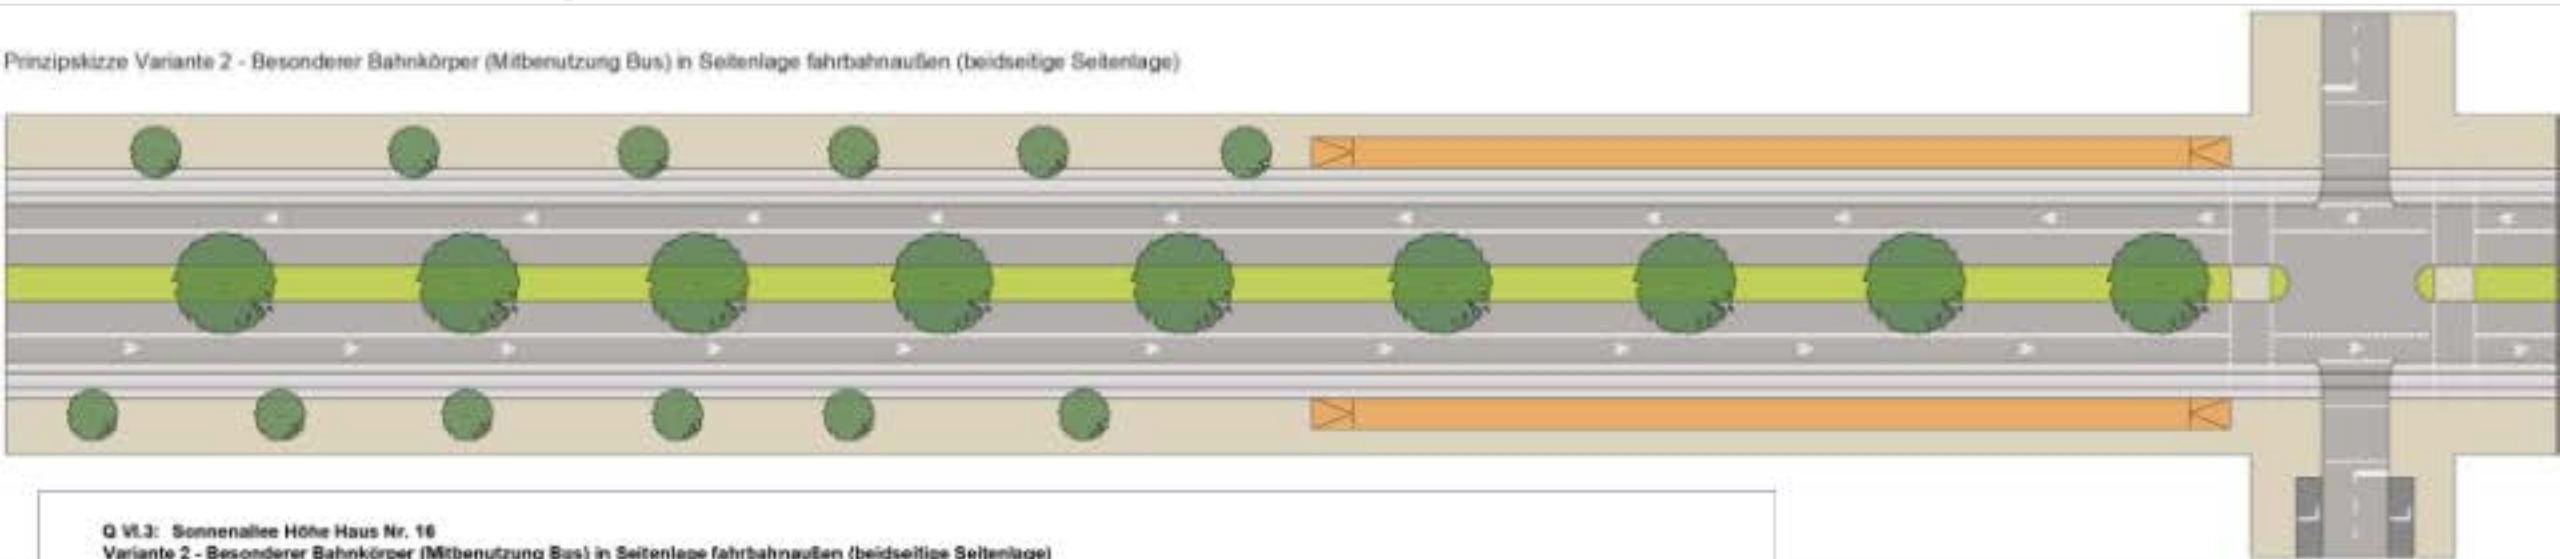 Prinzipskizze Variante 2 - Besonderer Bahnkörper (Mitbenutzung Bus) in Seitenlage fahrbahnaußen (beidseitige Seitenlage)
Q VI.3: Sonnenallee Höhe Haus Nr. 16
Variante 2 - Besonderer Bahnkörper (Mitbenutzung Bus) in Seitenlage fahrbahnaußen (beidseitige Seitenlage)